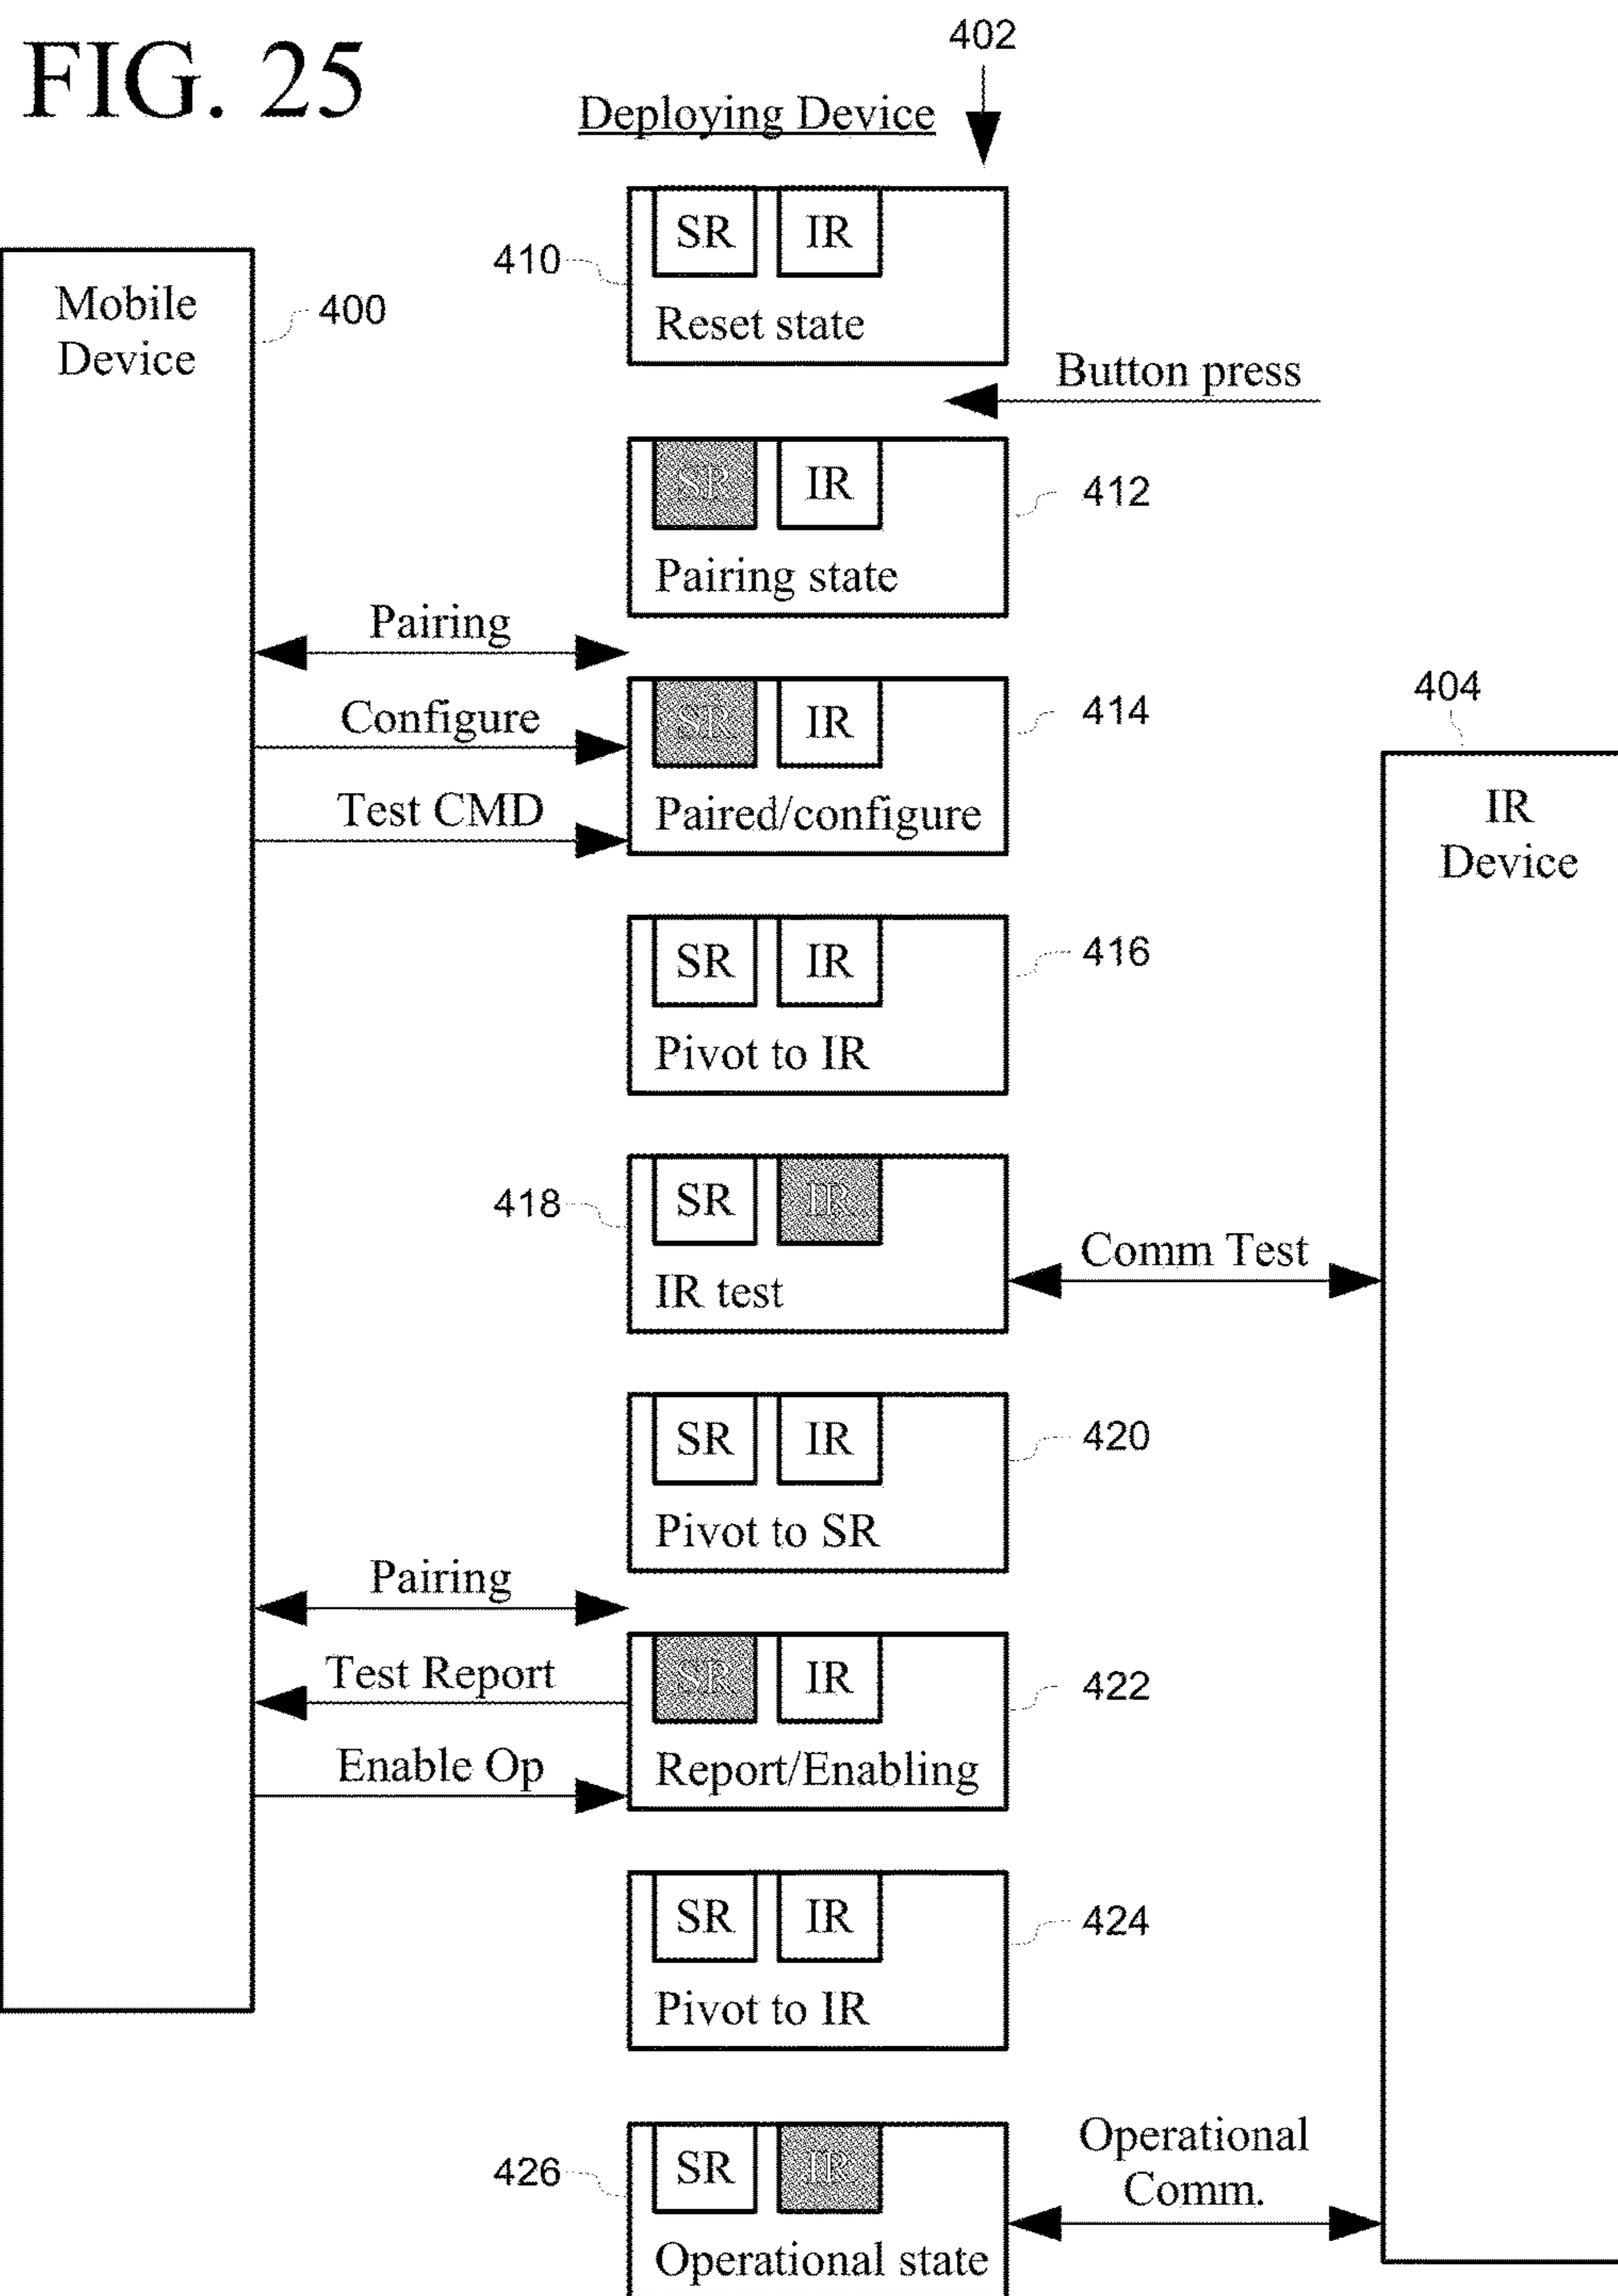 FIG. 25
402
Deploying Device
SR IR
410
Reset state
Mobile
Device
400
Button press
SR IR
412
Pairing state
Pairing
SR IR
414
Configure
Test CMD
Paired/configure
404
IR
Device
SR IR
416
Pivot to IR
SR IR
418
IR test
Comm Test
SR IR
420
Pivot to SR
Pairing
SR IR
422
Test Report
Enable Op
Report/Enabling
SR IR
424
Pivot to IR
SR IR
426
Operational state
Operational
Comm.